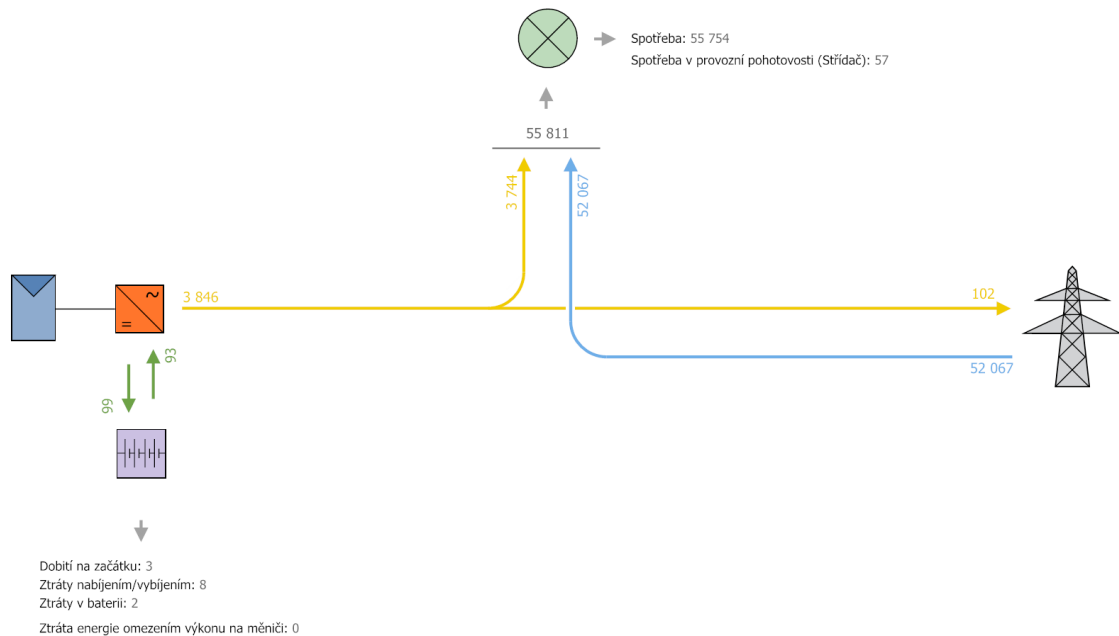 Spotřeba: 55 754
Spotřeba v provozní pohotovosti (Střídač): 57
55 811
3 744
52 067
3 846
102
52 067
93
99
Dobití na začátku: 3
Ztráty nabíjením/vybíjením: 8
Ztráty v baterii: 2
Ztráta energie omezením výkonu na měniči: 0